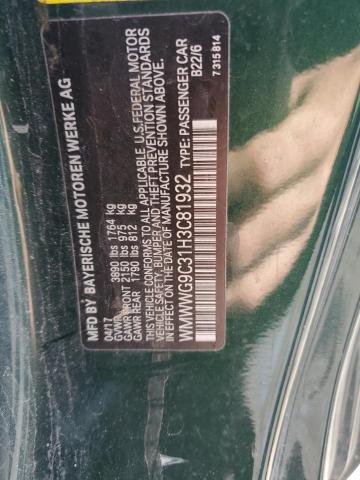 MFD BY BAYERISCHE MOTOREN WERKE AG
04/17
GVWR 3890 lbs 1764 kg
GAWR FRONT 2150 lbs 975 kg
GAWR REAR 1790 lbs 812 kg
THIS VEHICLE CONFORMS TO ALL APPLICABLE U.S. FEDERAL MOTOR
VEHICLE SAFETY, BUMPER AND THEFT PREVENTION STANDARDS
IN EFFECT ON THE DATE OF MANUFACTURE SHOWN ABOVE.
WMWWG9C31H3C81932 TYPE: PASSENGER CAR
B22/6
7 315 814